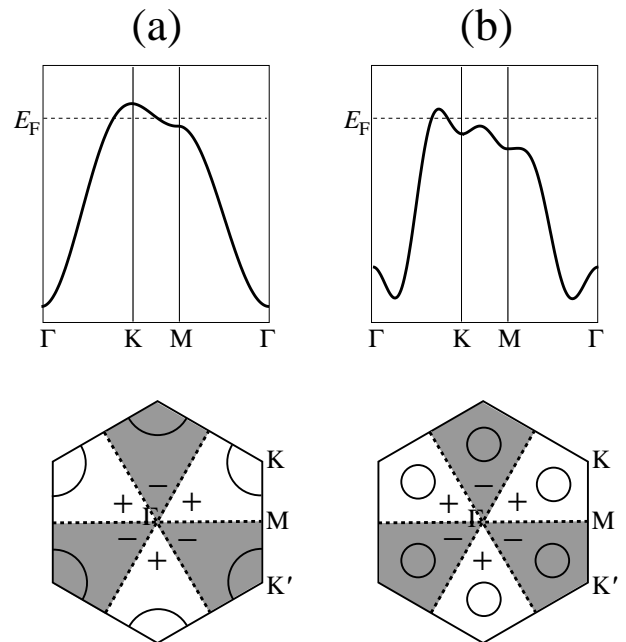 (a) (b)
E_F E_F
Γ K M Γ Γ K M Γ
K K
− −
+ + + +
Γ M Γ M
− − − −
+ +
K′ K′